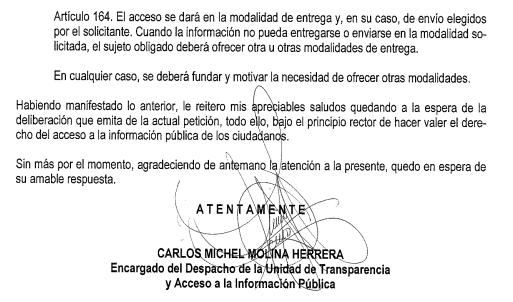 Artículo 164. El acceso se dará en la modalidad de entrega y, en su caso, de envío elegidos
por el solicitante. Cuando la información no pueda entregarse o enviarse en la modalidad so-
licitada, el sujeto obligado deberá ofrecer otra u otras modalidades de entrega.
En cualquier caso, se deberá fundar y motivar la necesidad de ofrecer otras modalidades.
Habiendo manifestado lo anterior, le reitero mis apreciables saludos quedando a la espera de la
deliberación que emita de la actual petición, todo ello, bajo el principio rector de hacer valer el dere-
cho del acceso a la información pública de los ciudadanos.
Sin más por el momento, agradeciendo de antemano la atención a la presente, quedo en espera de
su amable respuesta.
A T E N T A M E N T E
CARLOS MICHEL MOLINA HERRERA
Encargado del Despacho de la Unidad de Transparencia
y Acceso a la Información Pública